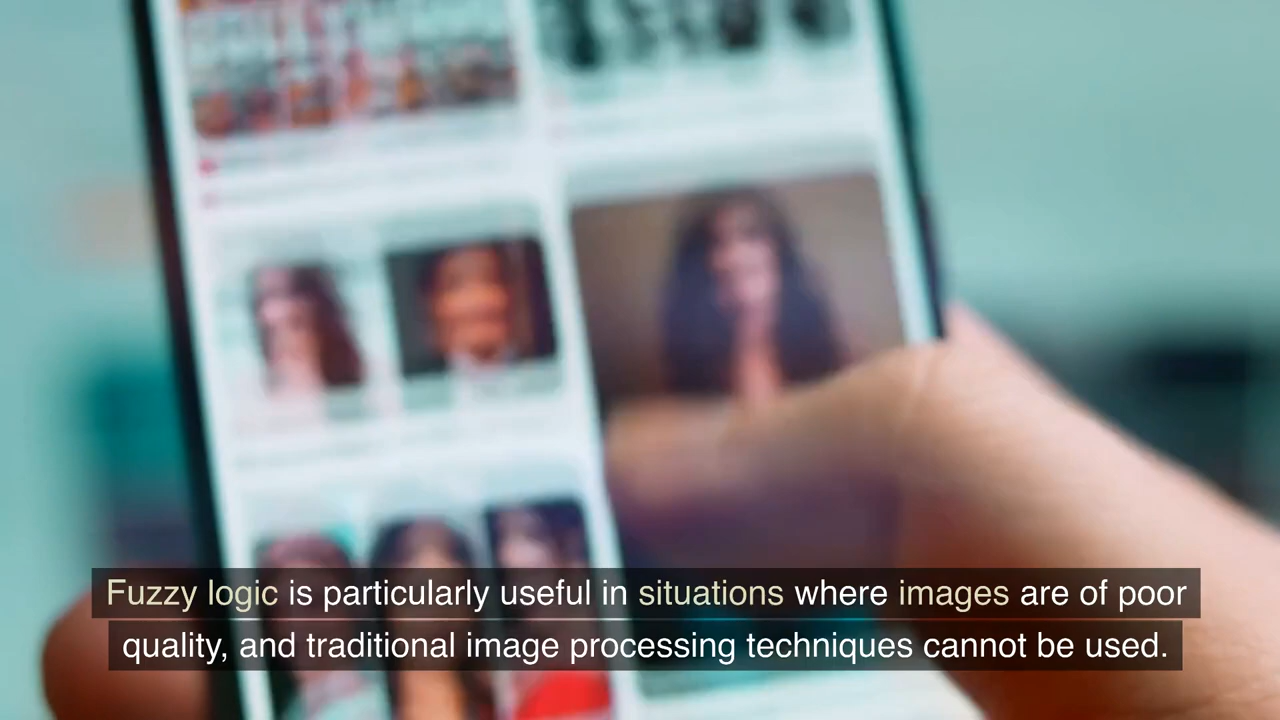 Fuzzy logic is particularly useful in situations where images are of poor
quality, and traditional image processing techniques cannot be used.